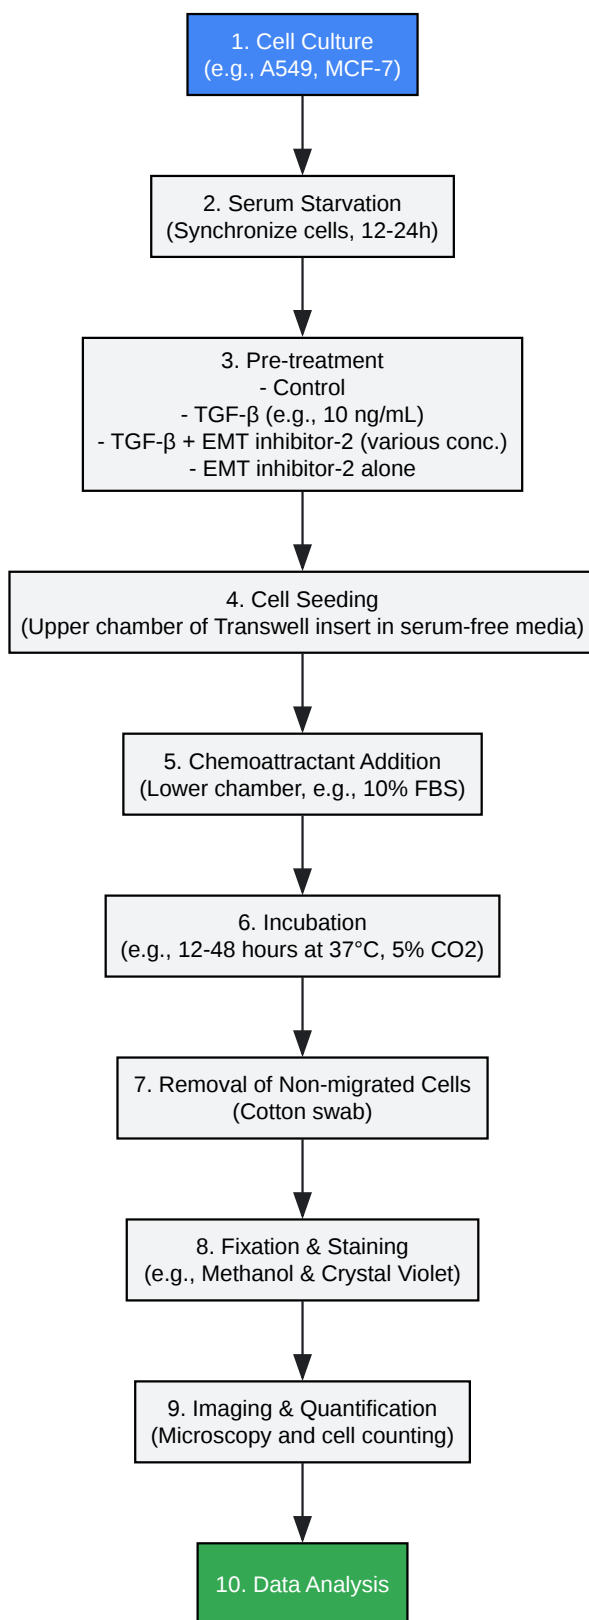 1. Cell Culture
(e.g., A549, MCF-7)
2. Serum Starvation
(Synchronize cells, 12-24h)
3. Pre-treatment
- Control
- TGF-β (e.g., 10 ng/mL)
- TGF-β + EMT inhibitor-2 (various conc.)
- EMT inhibitor-2 alone
4. Cell Seeding
(Upper chamber of Transwell insert in serum-free media)
5. Chemoattractant Addition
(Lower chamber, e.g., 10% FBS)
6. Incubation
(e.g., 12-48 hours at 37°C, 5% CO2)
7. Removal of Non-migrated Cells
(Cotton swab)
8. Fixation & Staining
(e.g., Methanol & Crystal Violet)
9. Imaging & Quantification
(Microscopy and cell counting)
10. Data Analysis